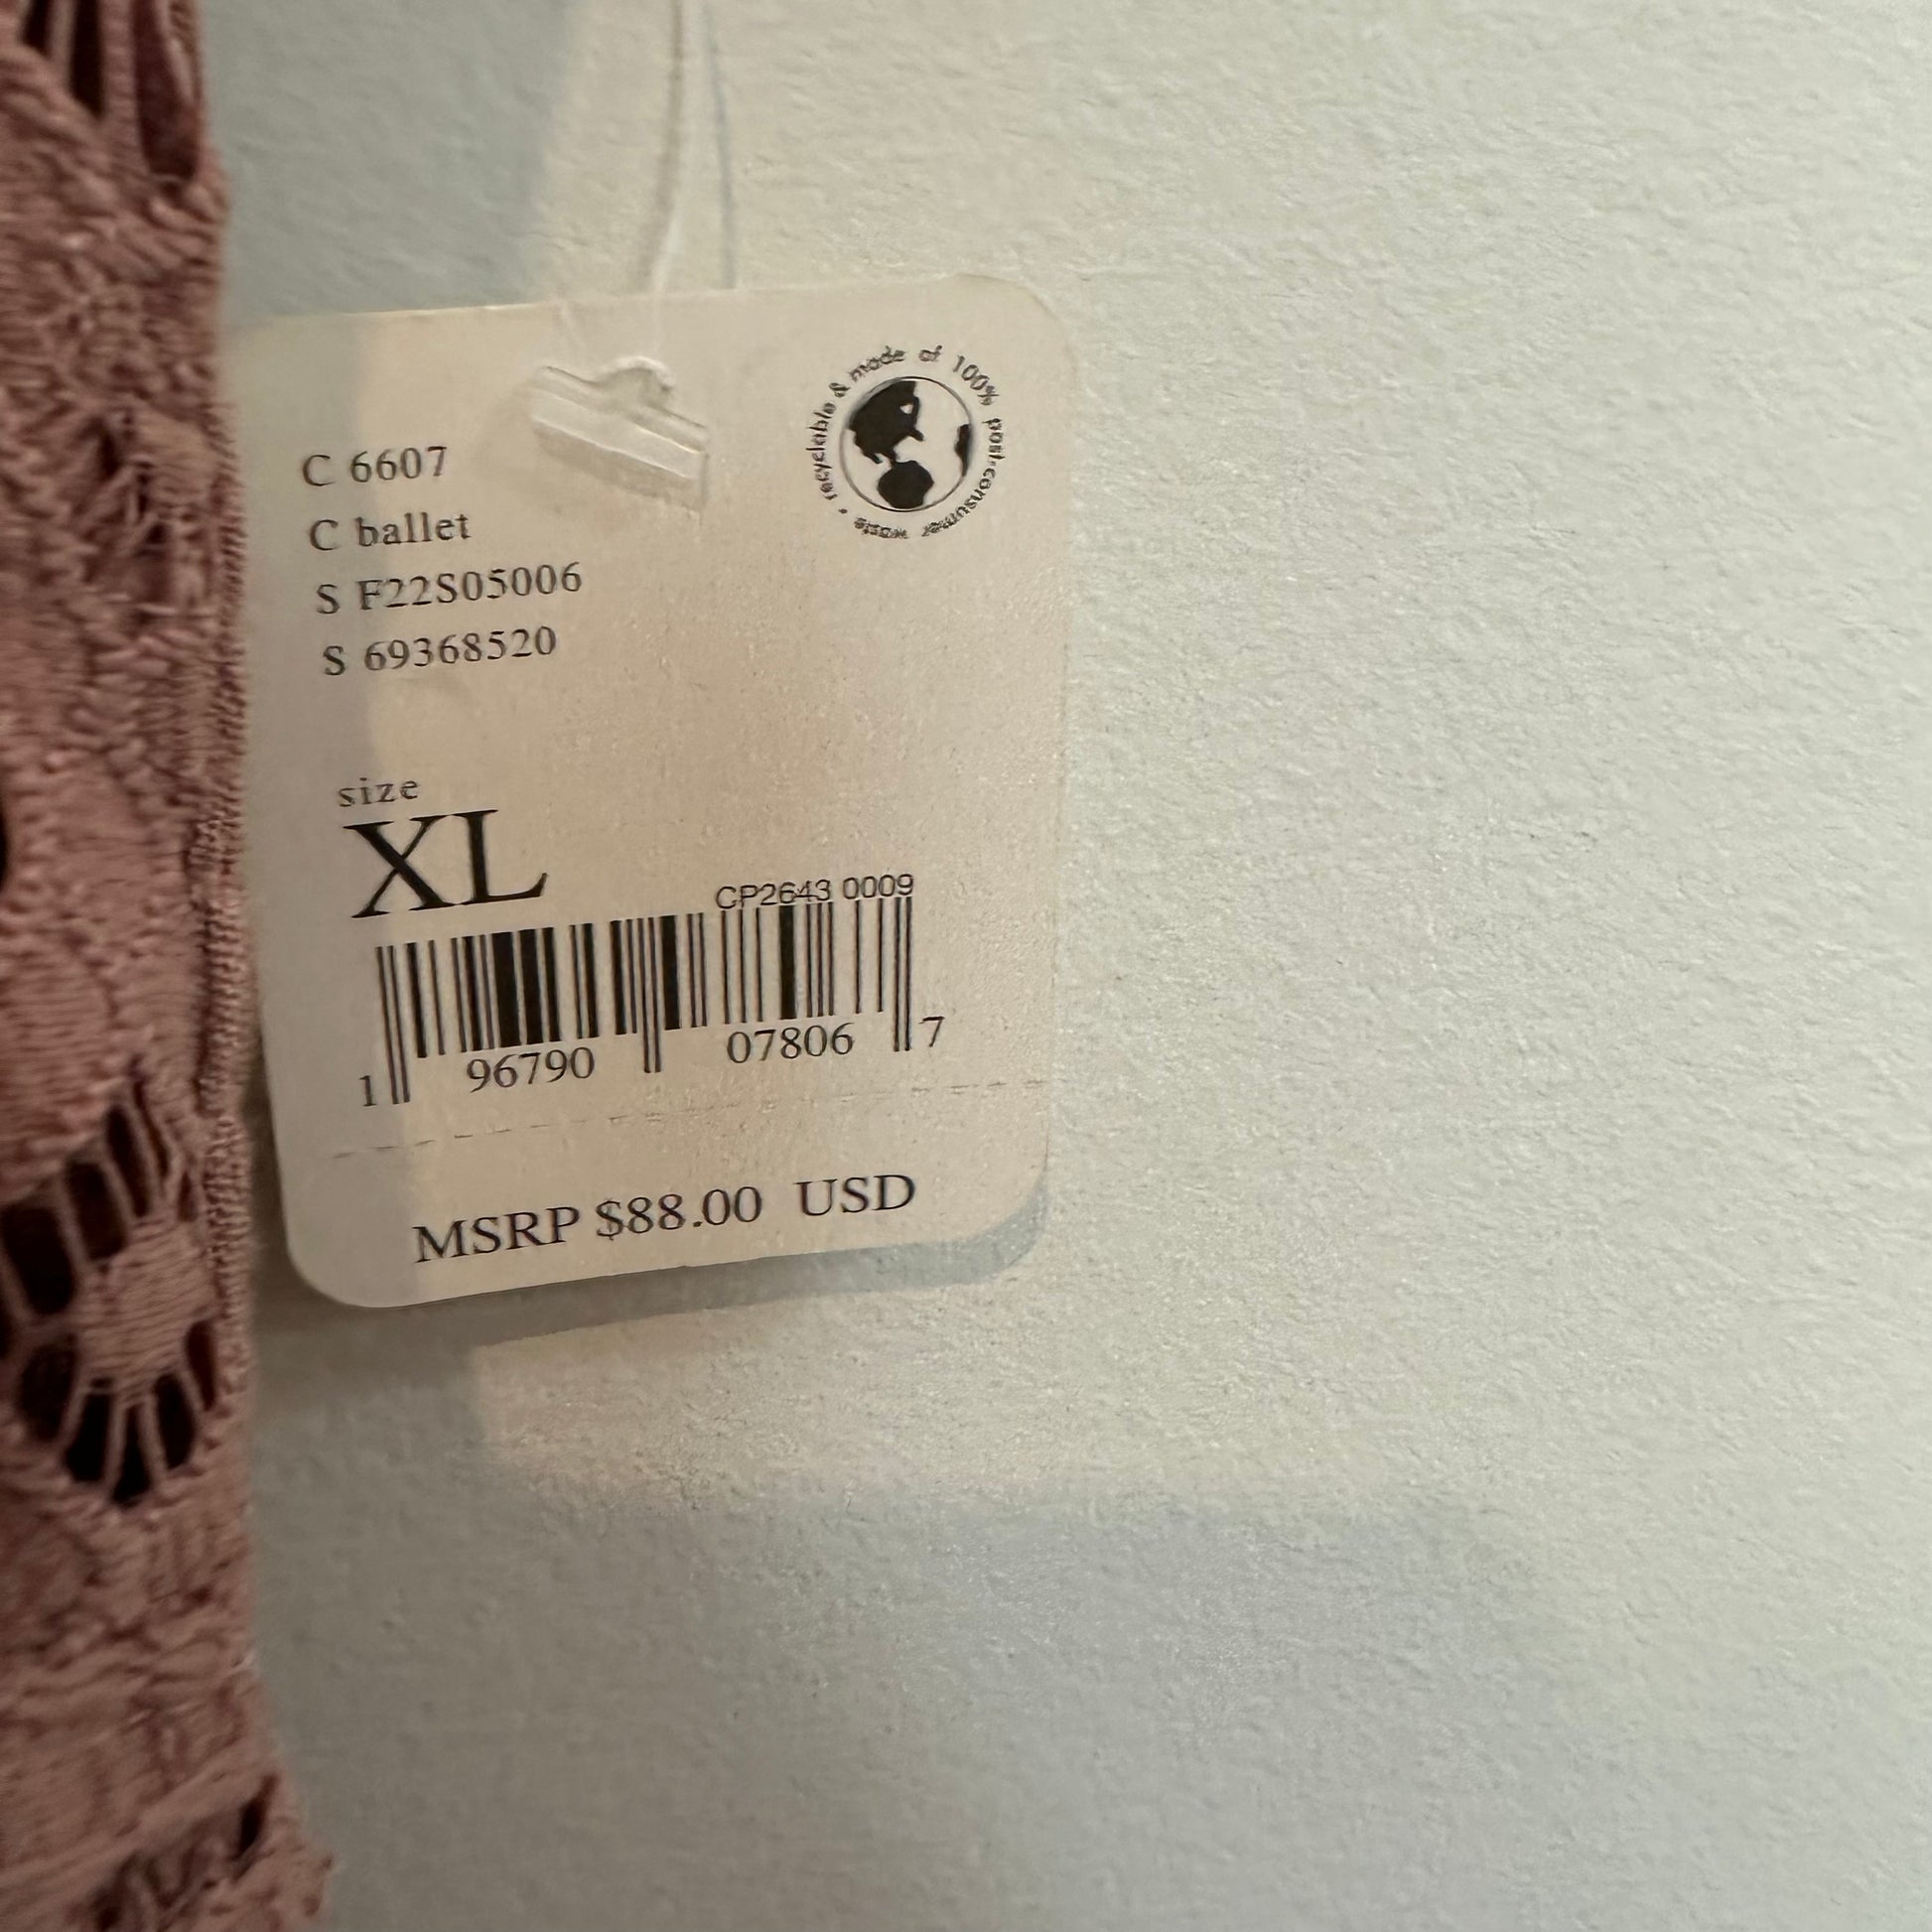 recyclable & made of 100% post-consumer waste •
C 6607
C ballet
S F22S05006
S 69368520
size
XL
CP2643 0009
1 96790 07806 7
MSRP $88.00 USD